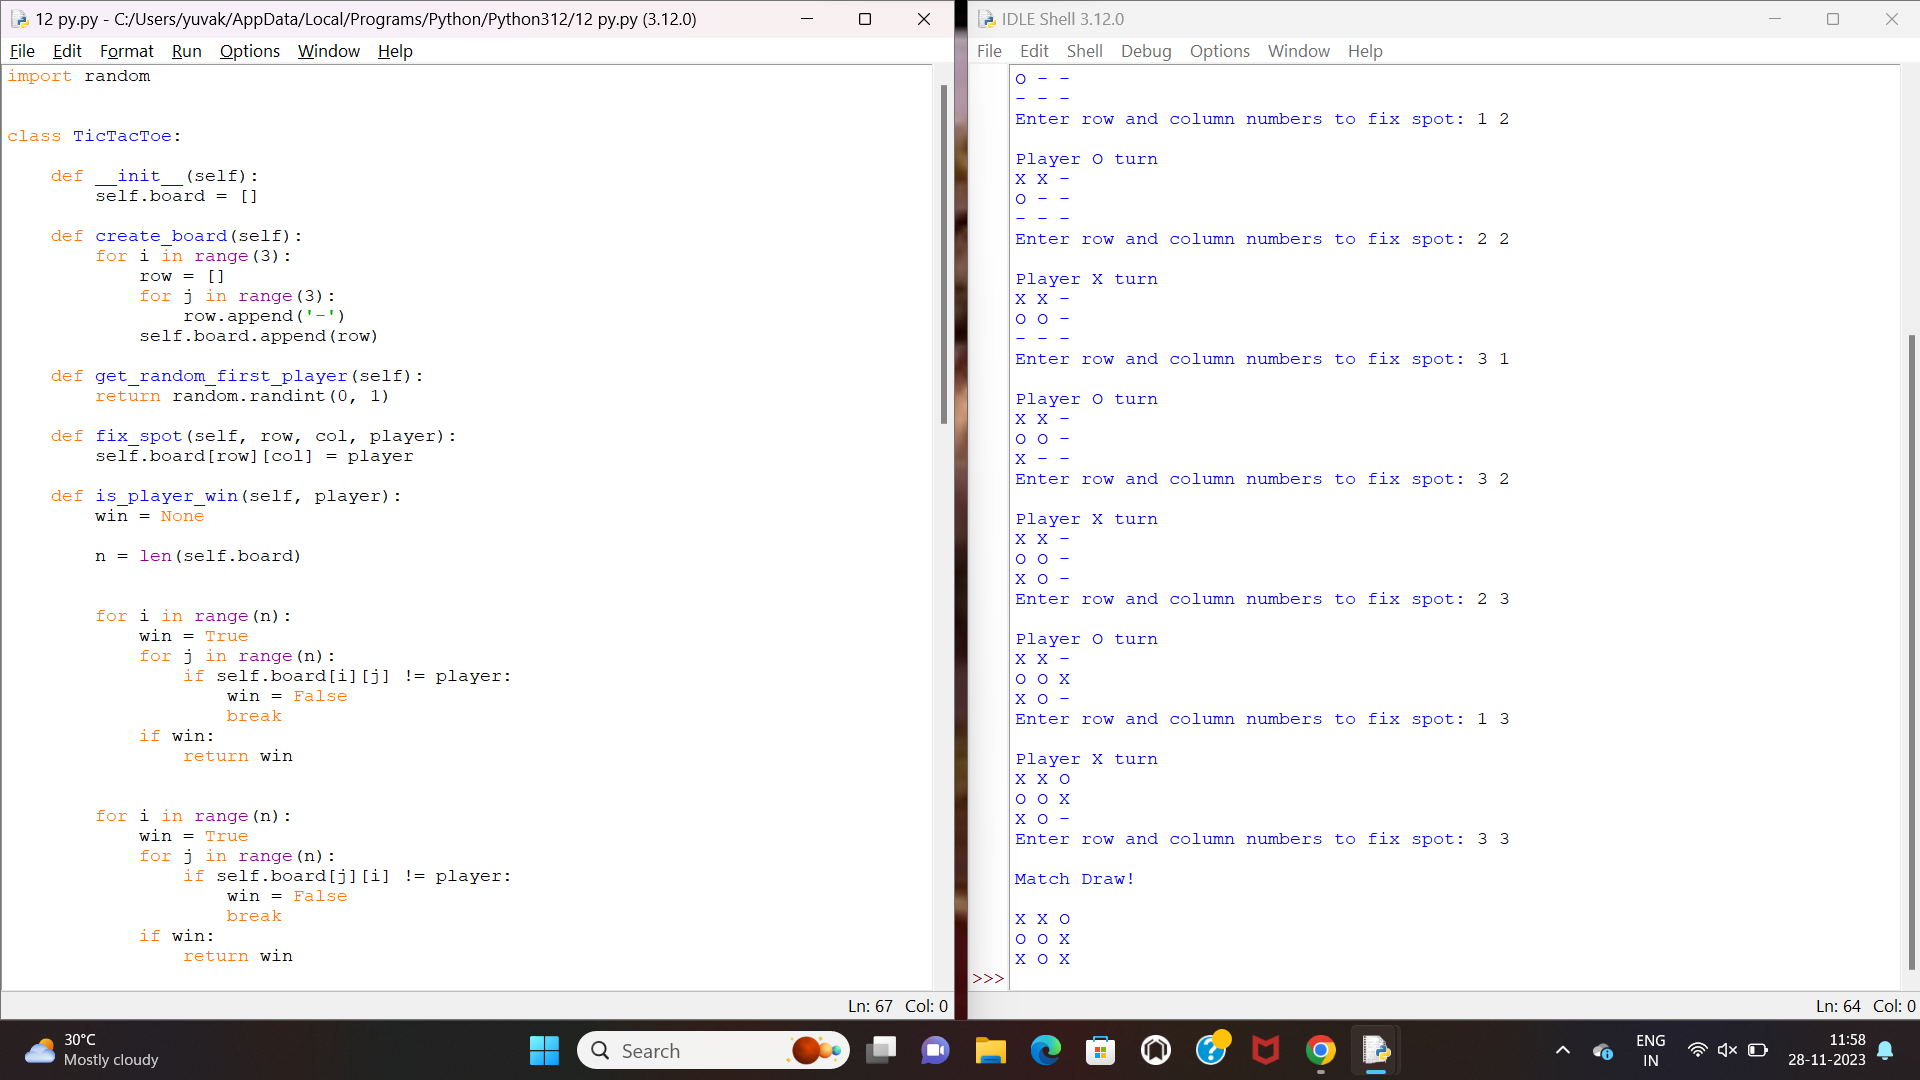 12 py.py - C:/Users/yuvak/AppData/Local/Programs/Python/Python312/12 py.py (3.12.0)
File Edit Format Run Options Window Help
import random
class TicTacToe:
    def __init__(self):
        self.board = []
    def create_board(self):
        for i in range(3):
            row = []
            for j in range(3):
                row.append('-')
            self.board.append(row)
    def get_random_first_player(self):
        return random.randint(0, 1)
    def fix_spot(self, row, col, player):
        self.board[row][col] = player
    def is_player_win(self, player):
        win = None
        n = len(self.board)
        for i in range(n):
            win = True
            for j in range(n):
                if self.board[i][j] != player:
                    win = False
                    break
            if win:
                return win
        for i in range(n):
            win = True
            for j in range(n):
                if self.board[j][i] != player:
                    win = False
                    break
            if win:
                return win
Ln: 67 Col: 0
IDLE Shell 3.12.0
File Edit Shell Debug Options Window Help
O - -
- - -
Enter row and column numbers to fix spot: 1 2
Player O turn
X X -
O - -
- - -
Enter row and column numbers to fix spot: 2 2
Player X turn
X X -
O O -
- - -
Enter row and column numbers to fix spot: 3 1
Player O turn
X X -
O O -
X - -
Enter row and column numbers to fix spot: 3 2
Player X turn
X X -
O O -
X O -
Enter row and column numbers to fix spot: 2 3
Player O turn
X X -
O O X
X O -
Enter row and column numbers to fix spot: 1 3
Player X turn
X X O
O O X
X O -
Enter row and column numbers to fix spot: 3 3
Match Draw!
X X O
O O X
X O X
>>>
Ln: 64 Col: 0
30°C
Mostly cloudy
Search
ENG
IN
11:58
28-11-2023